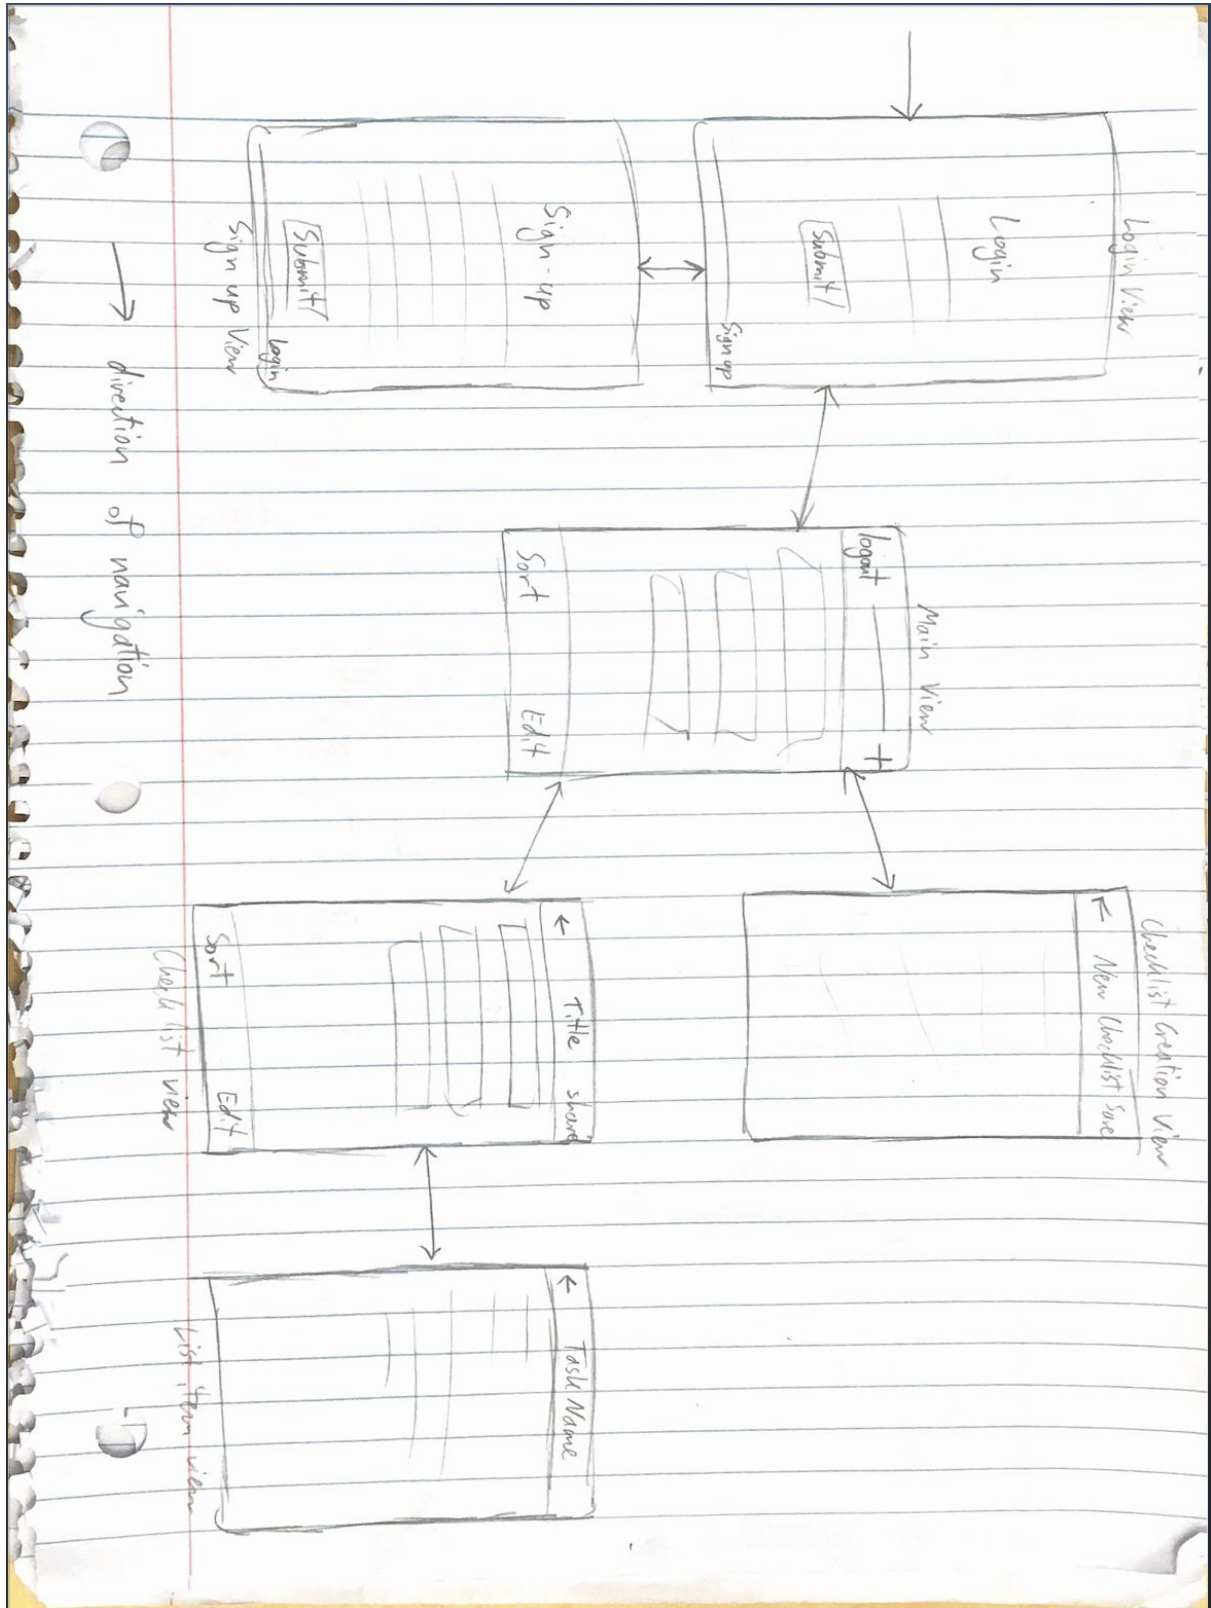 Login View
Login
Submit
Sign up
Sign-up
Submit
login
Sign up View
Main View
logout +
Sort Edit
Checklist Creation View
← New Checklist Save
← Title share
Sort Edit
Checklist view
← Task Name
List item view
→ direction of navigation